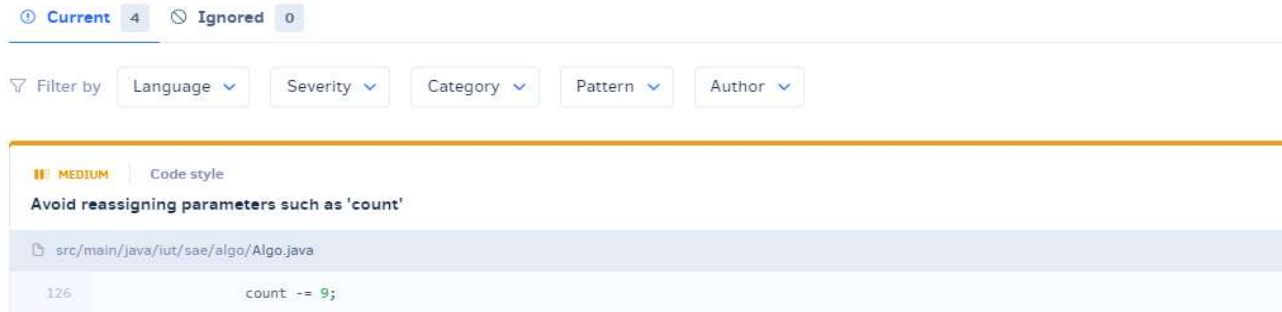 Current 4 Ignored 0
Filter by Language Severity Category Pattern Author
MEDIUM Code style
Avoid reassigning parameters such as 'count'
src/main/java/iut/sae/algo/Algo.java
126 count -= 9;